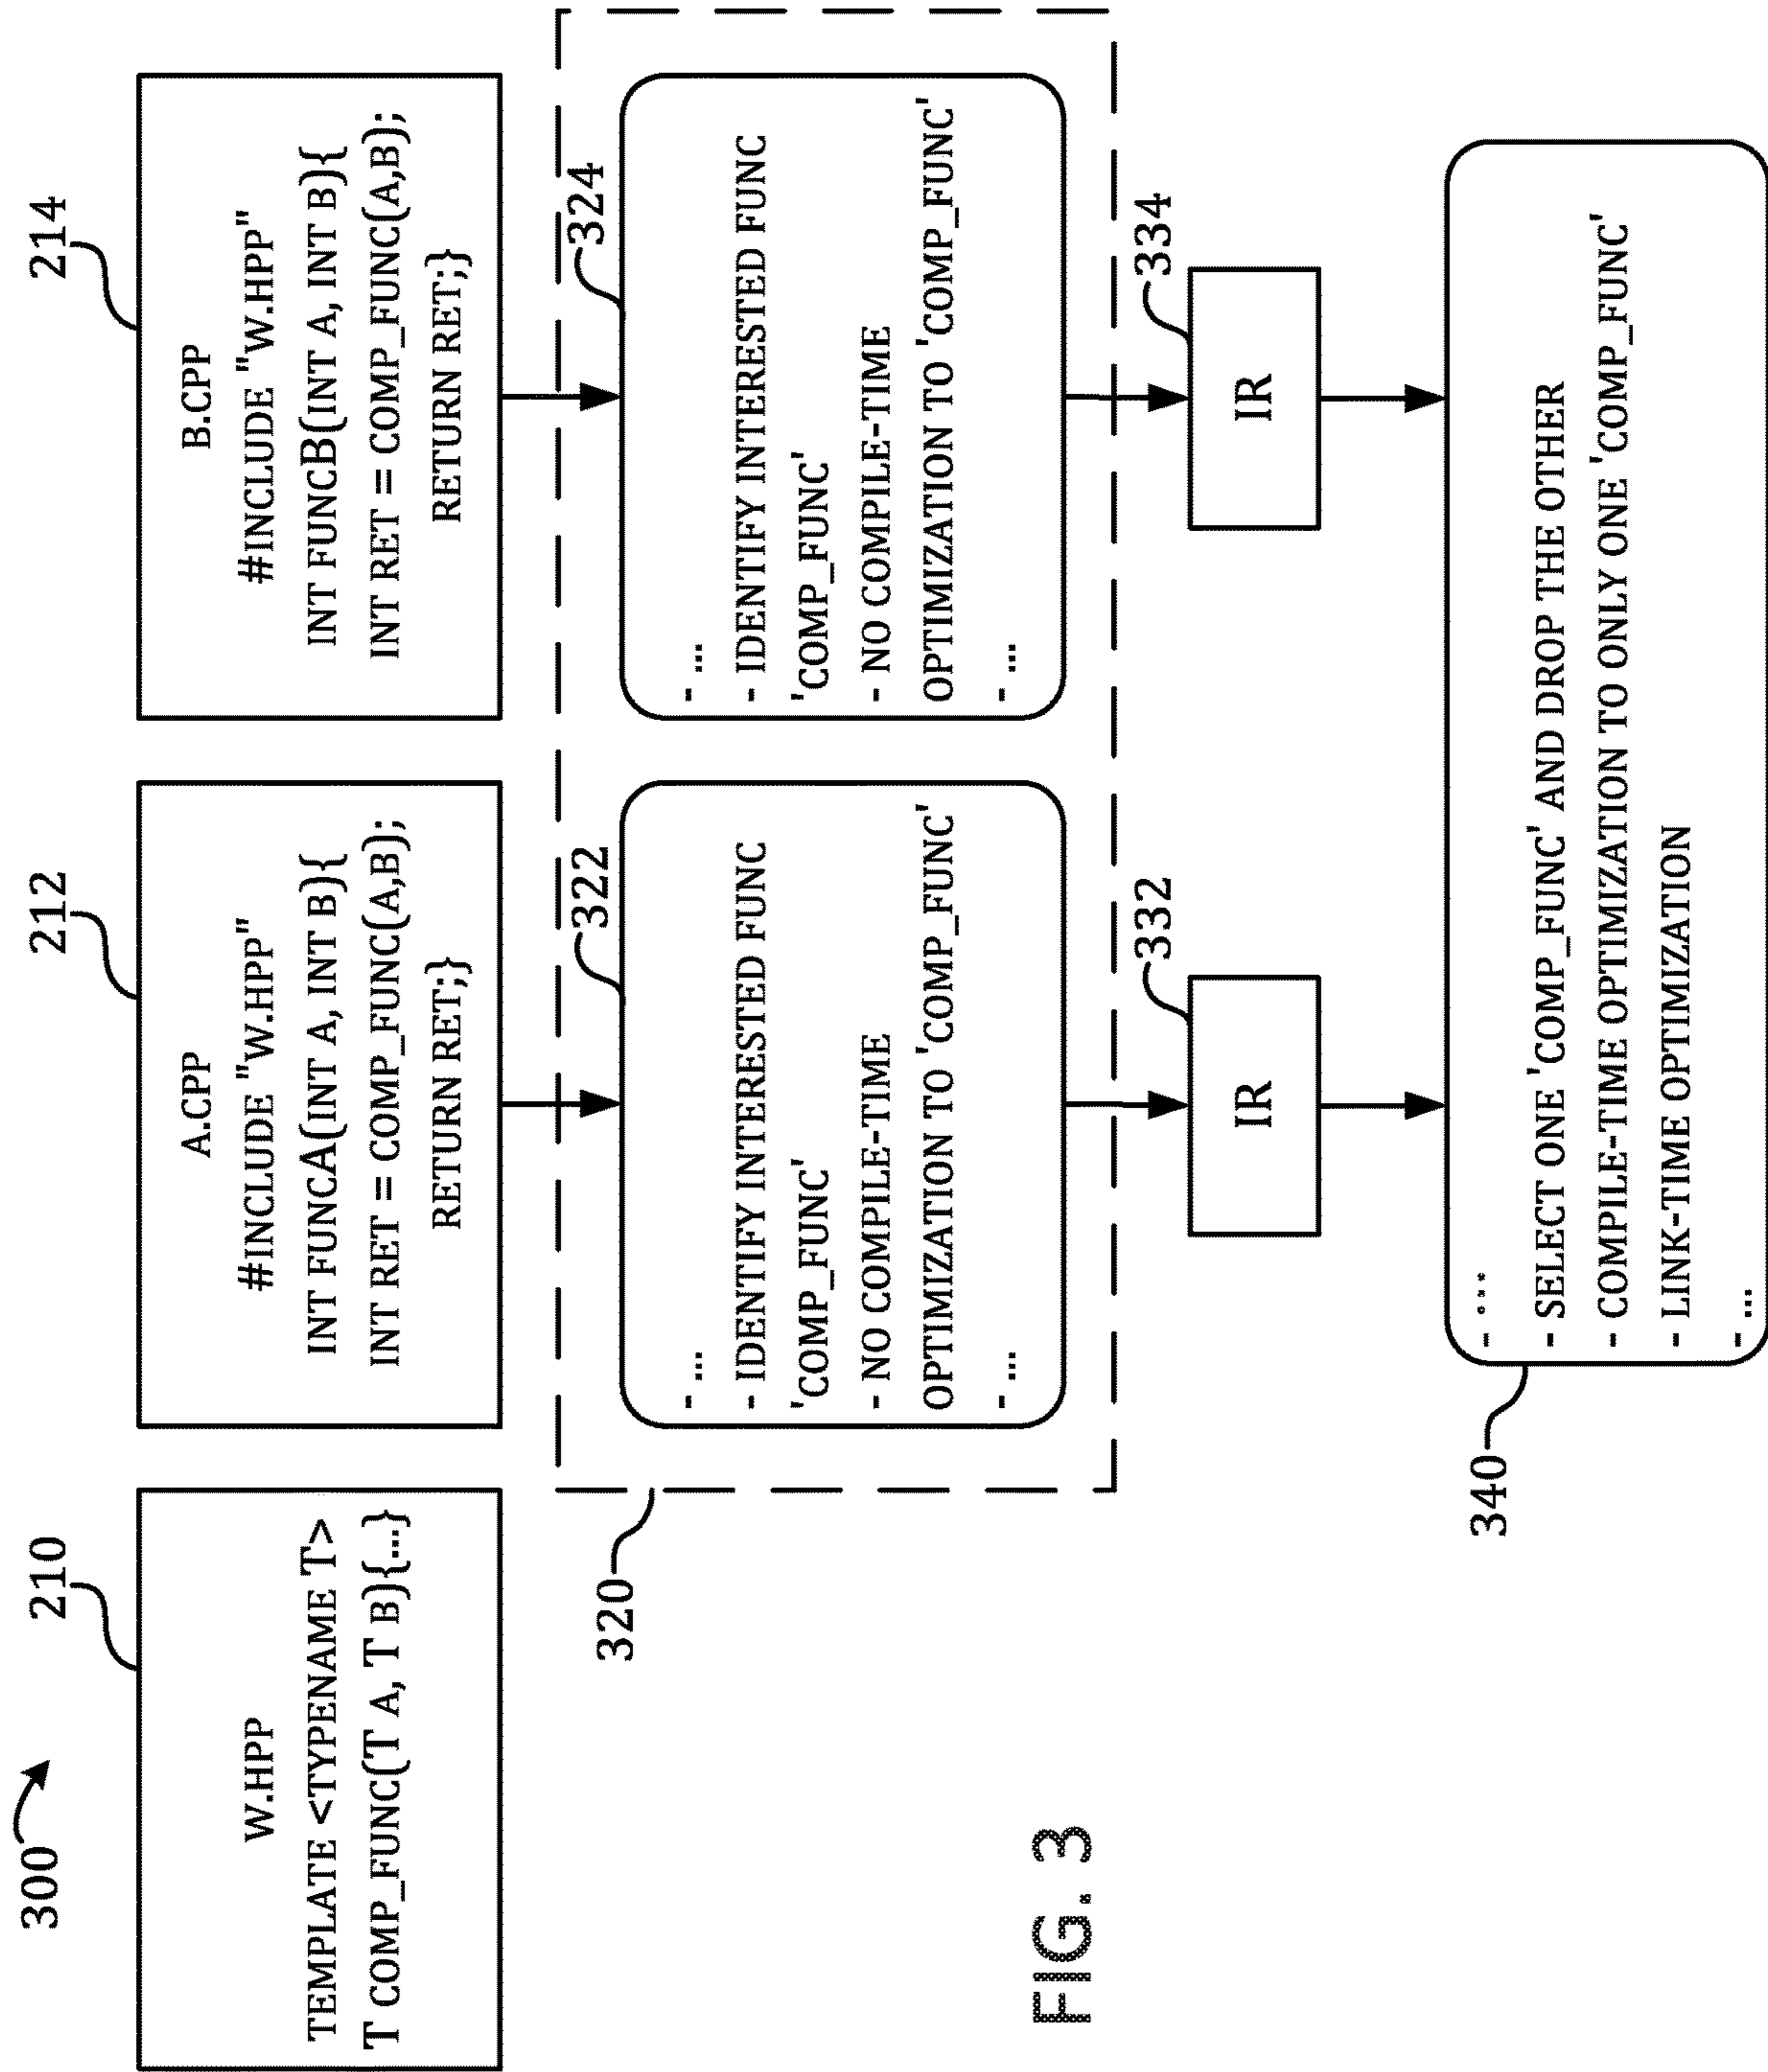 300
210
212
214
W.HPP
TEMPLATE <TYPENAME T>
T COMP_FUNC(T A, T B){...}
A.CPP
#INCLUDE "W.HPP"
INT FUNCA(INT A, INT B){
INT RET = COMP_FUNC(A,B);
RETURN RET;}
B.CPP
#INCLUDE "W.HPP"
INT FUNCB(INT A, INT B){
INT RET = COMP_FUNC(A,B);
RETURN RET;}
320
322
- ...
- IDENTIFY INTERESTED FUNC
'COMP_FUNC'
- NO COMPILE-TIME
OPTIMIZATION TO 'COMP_FUNC'
- ...
324
- ...
- IDENTIFY INTERESTED FUNC
'COMP_FUNC'
- NO COMPILE-TIME
OPTIMIZATION TO 'COMP_FUNC'
- ...
332
IR
334
IR
340
- ...
- SELECT ONE 'COMP_FUNC' AND DROP THE OTHER
- COMPILE-TIME OPTIMIZATION TO ONLY ONE 'COMP_FUNC'
- LINK-TIME OPTIMIZATION
- ...
FIG. 3